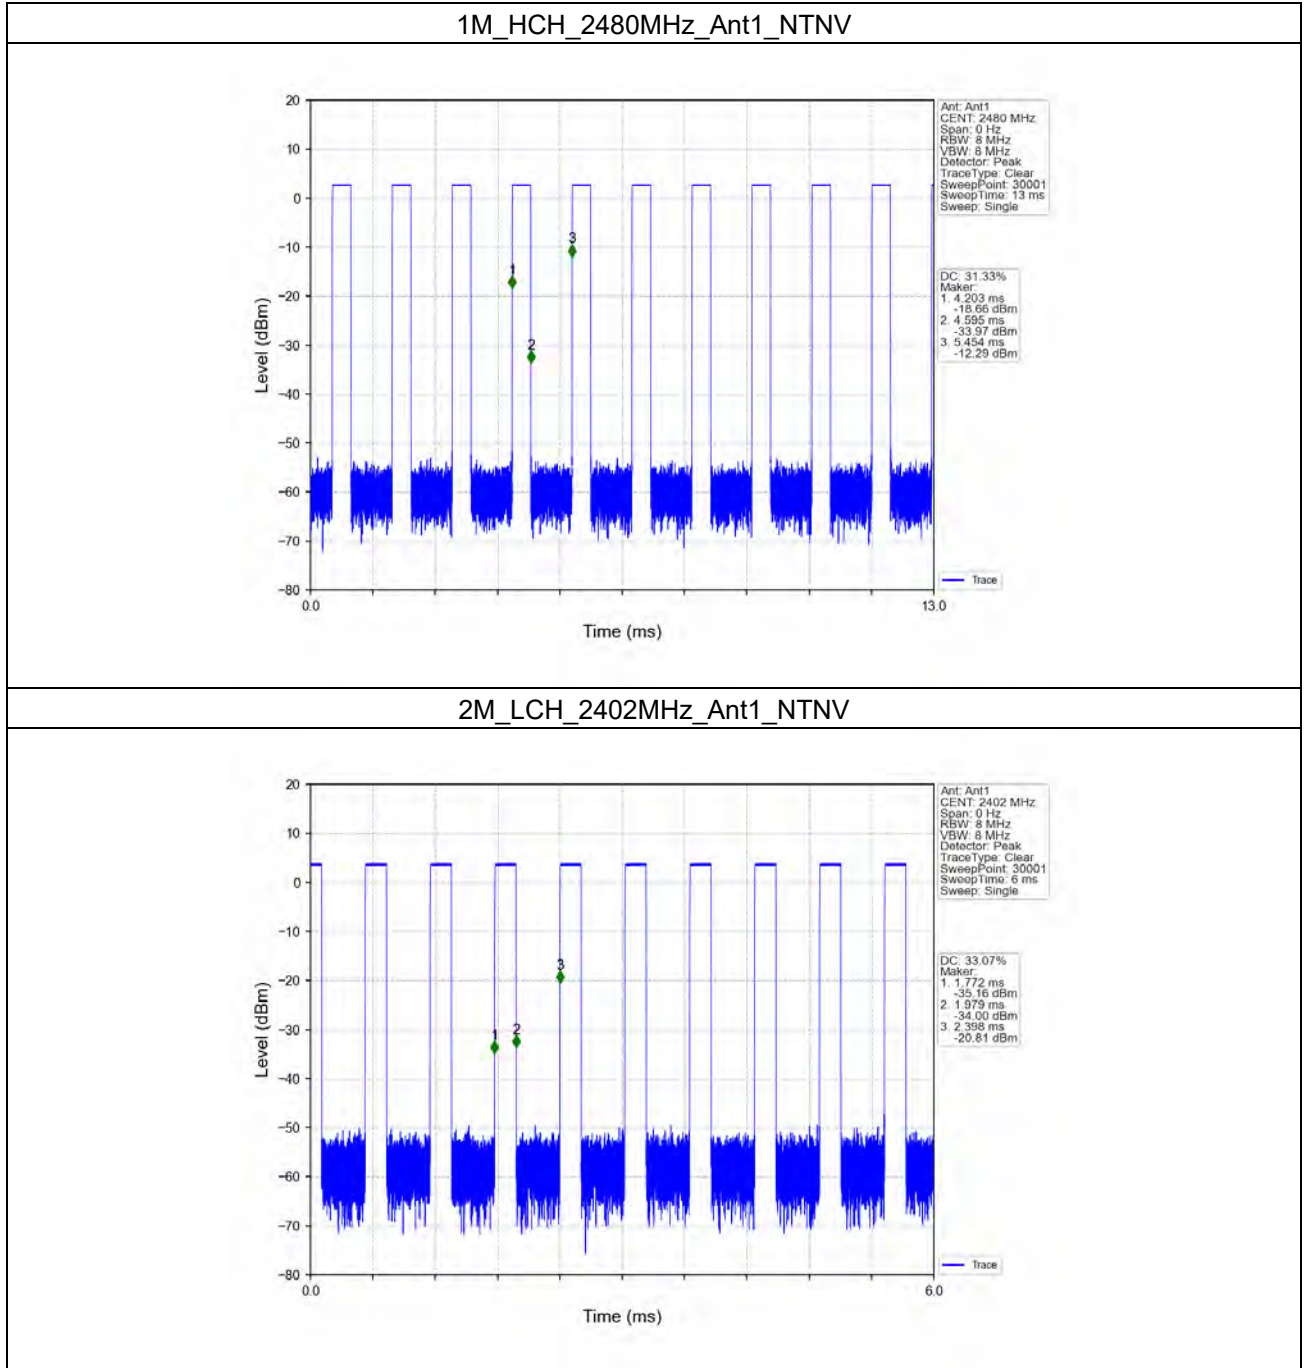 1M_HCH_2480MHz_Ant1_NTNV
20
10
0
−10
−20
−30
−40
−50
−60
−70
−80
Level (dBm)
1
2
3
0.0
13.0
Time (ms)
Ant: Ant1
CENT: 2480 MHz
Span: 0 Hz
RBW: 8 MHz
VBW: 8 MHz
Detector: Peak
TraceType: Clear
SweepPoint: 30001
SweepTime: 13 ms
Sweep: Single
DC: 31.33%
Maker:
1. 4.203 ms
-18.66 dBm
2. 4.595 ms
-33.97 dBm
3. 5.454 ms
-12.29 dBm
Trace
2M_LCH_2402MHz_Ant1_NTNV
20
10
0
−10
−20
−30
−40
−50
−60
−70
−80
Level (dBm)
1
2
3
0.0
6.0
Time (ms)
Ant: Ant1
CENT: 2402 MHz
Span: 0 Hz
RBW: 8 MHz
VBW: 8 MHz
Detector: Peak
TraceType: Clear
SweepPoint: 30001
SweepTime: 6 ms
Sweep: Single
DC: 33.07%
Maker:
1. 1.772 ms
-35.16 dBm
2. 1.979 ms
-34.00 dBm
3. 2.398 ms
-20.81 dBm
Trace